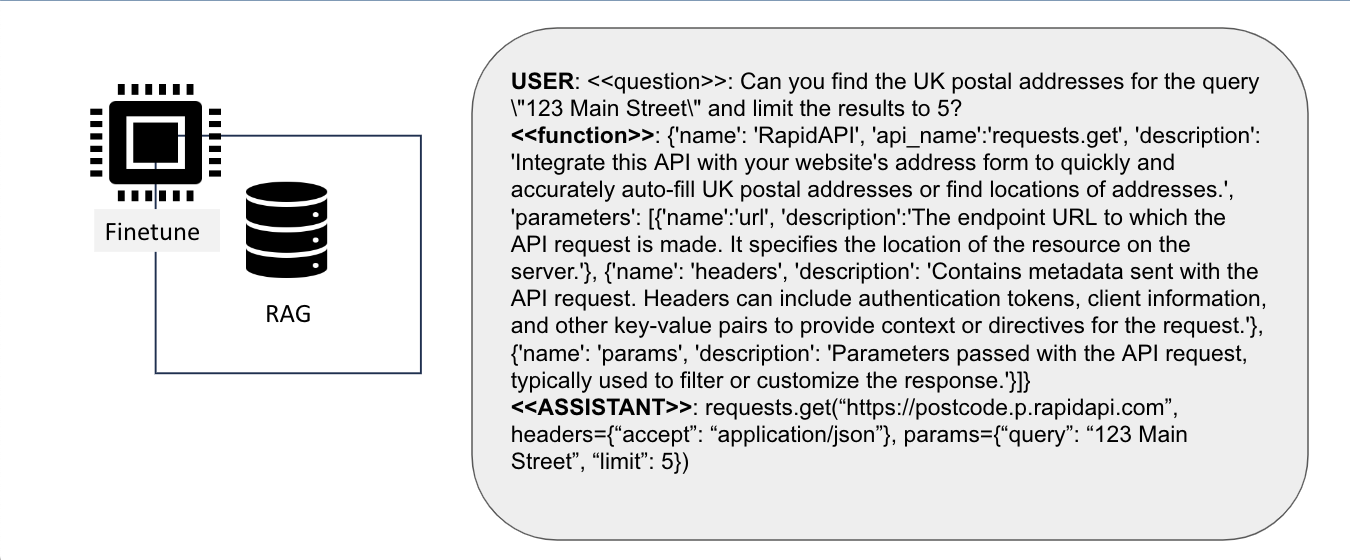 Finetune
RAG
USER: <<question>>: Can you find the UK postal addresses for the query
\"123 Main Street\" and limit the results to 5?
<<function>>: {'name': 'RapidAPI', 'api_name':'requests.get', 'description':
'Integrate this API with your website's address form to quickly and
accurately auto-fill UK postal addresses or find locations of addresses.',
'parameters': [{'name':'url', 'description':'The endpoint URL to which the
API request is made. It specifies the location of the resource on the
server.'}, {'name': 'headers', 'description': 'Contains metadata sent with the
API request. Headers can include authentication tokens, client information,
and other key-value pairs to provide context or directives for the request.'},
{'name': 'params', 'description': 'Parameters passed with the API request,
typically used to filter or customize the response.'}]}
<<ASSISTANT>>: requests.get(“https://postcode.p.rapidapi.com”,
headers={“accept”: “application/json”}, params={“query”: “123 Main
Street”, “limit”: 5})